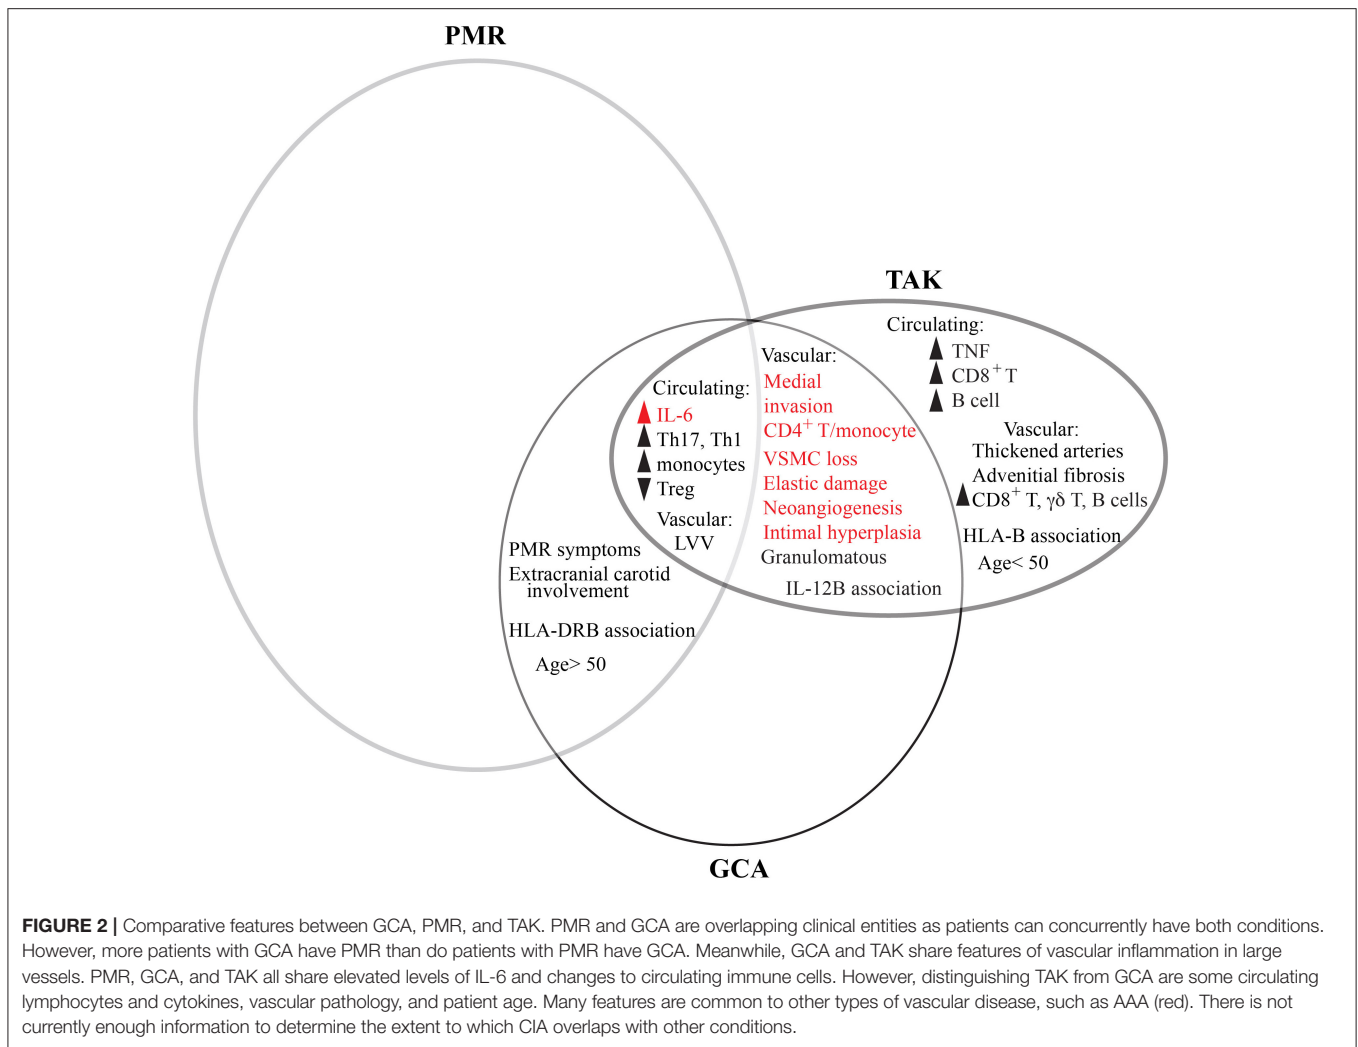 PMR
TAK
Circulating:
▲ TNF
▲ CD8+ T
▲ B cell
Vascular:
Thickened arteries
Advenitial fibrosis
▲ CD8+ T, γδ T, B cells
HLA-B association
Age< 50
Vascular:
Medial
invasion
CD4+ T/monocyte
VSMC loss
Elastic damage
Neoangiogenesis
Intimal hyperplasia
Granulomatous
IL-12B association
Circulating:
▲ IL-6
▲ Th17, Th1
▲ monocytes
▼ Treg
Vascular:
LVV
PMR symptoms
Extracranial carotid
involvement
HLA-DRB association
Age> 50
GCA
FIGURE 2 | Comparative features between GCA, PMR, and TAK. PMR and GCA are overlapping clinical entities as patients can concurrently have both conditions.
However, more patients with GCA have PMR than do patients with PMR have GCA. Meanwhile, GCA and TAK share features of vascular inflammation in large
vessels. PMR, GCA, and TAK all share elevated levels of IL-6 and changes to circulating immune cells. However, distinguishing TAK from GCA are some circulating
lymphocytes and cytokines, vascular pathology, and patient age. Many features are common to other types of vascular disease, such as AAA (red). There is not
currently enough information to determine the extent to which CIA overlaps with other conditions.